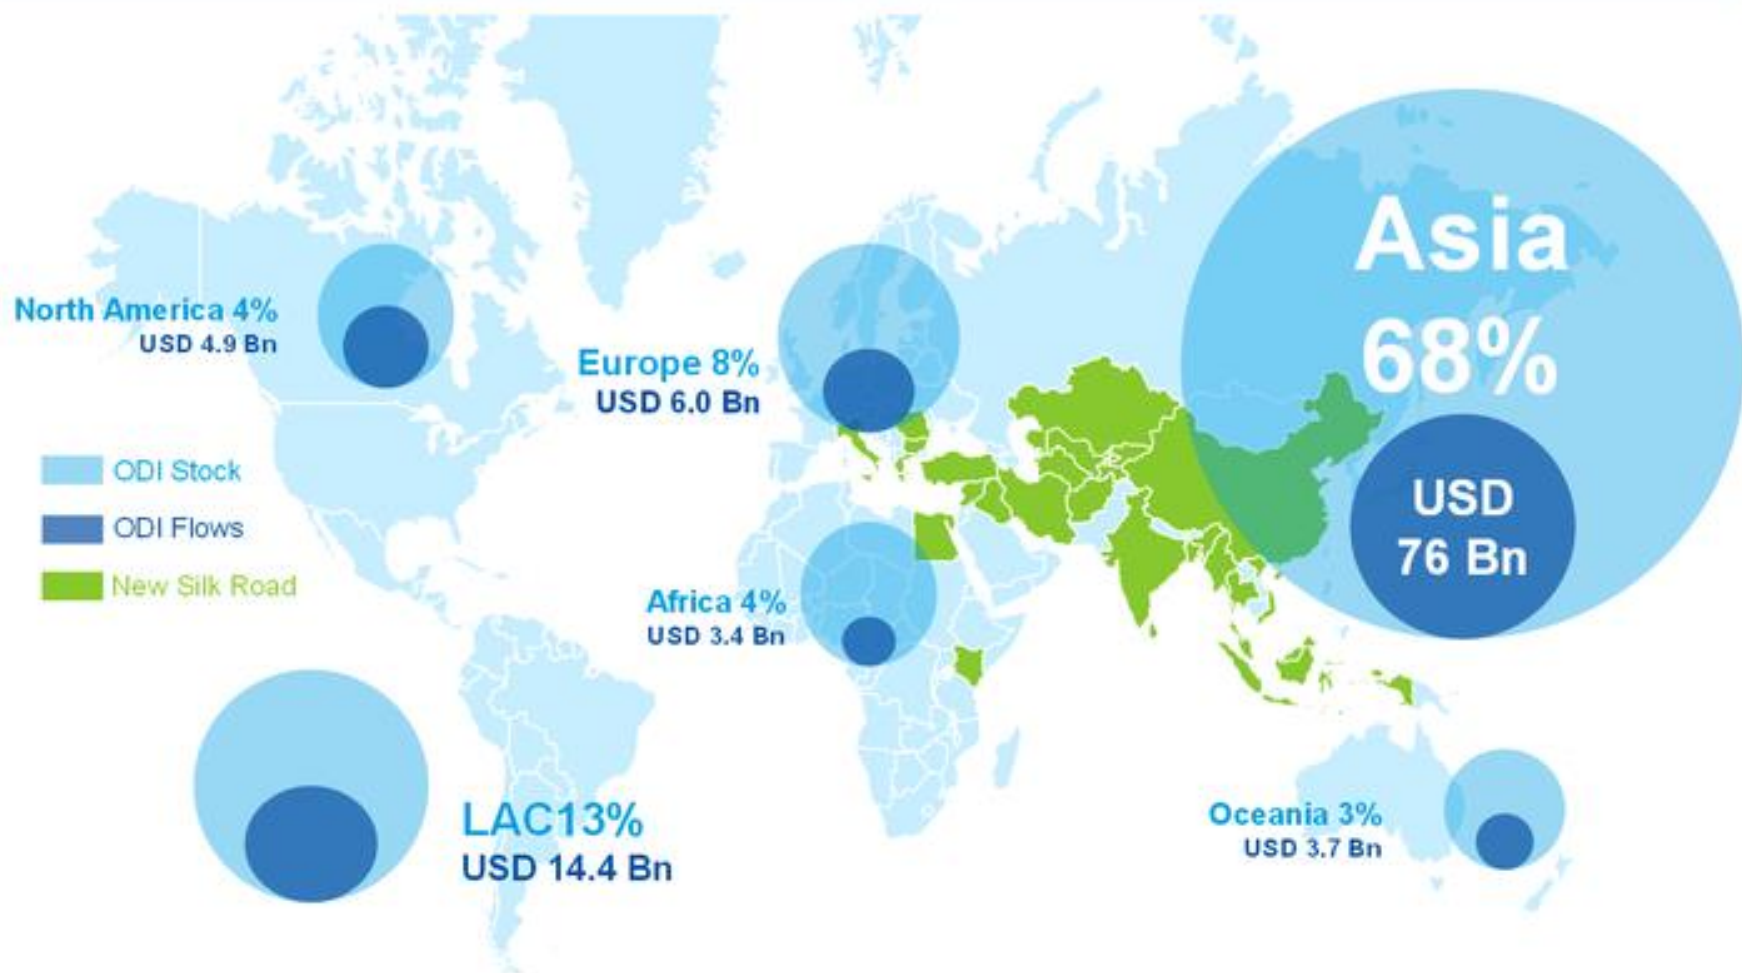 Asia
68%
USD
76 Bn
North America 4%
USD 4.9 Bn
Europe 8%
USD 6.0 Bn
ODI Stock
ODI Flows
New Silk Road
Africa 4%
USD 3.4 Bn
LAC13%
USD 14.4 Bn
Oceania 3%
USD 3.7 Bn